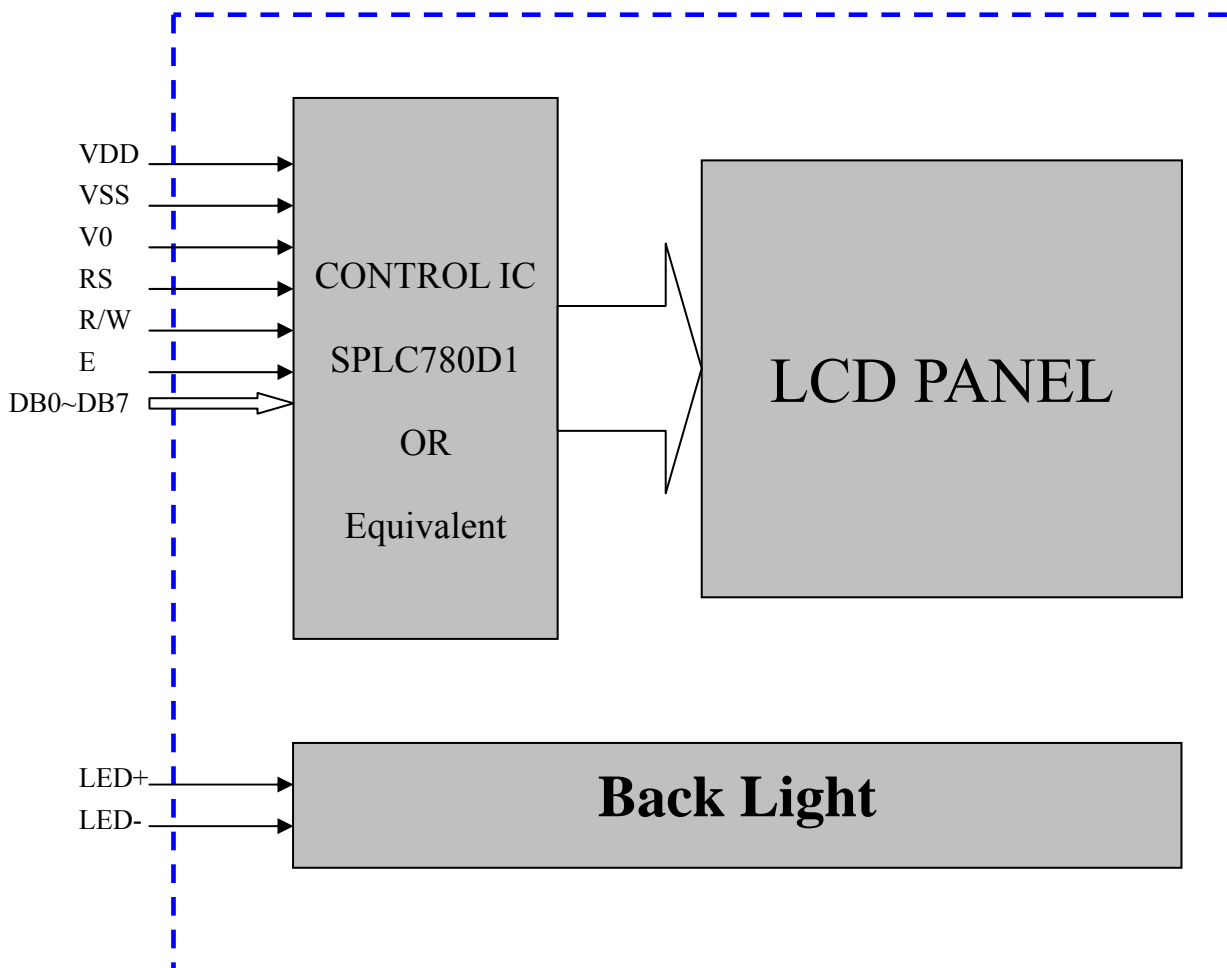 VDD
VSS
V0
RS
R/W
E
DB0~DB7
CONTROL IC
SPLC780D1
OR
Equivalent
LCD PANEL
LED+
LED-
Back Light